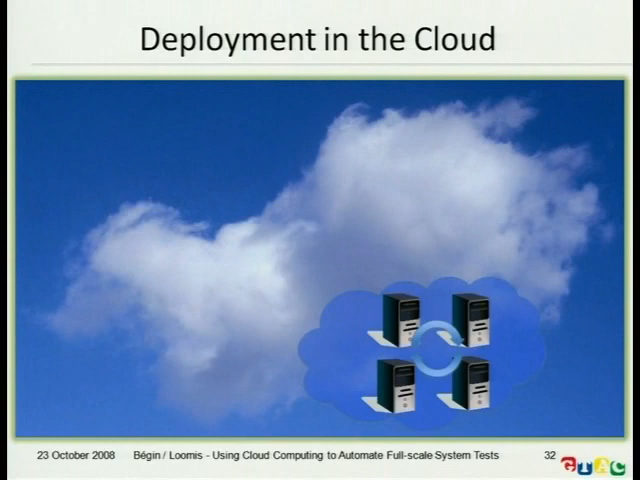 Deployment in the Cloud
23 October 2008 Bégin / Loomis - Using Cloud Computing to Automate Full-scale System Tests 32
GTAC